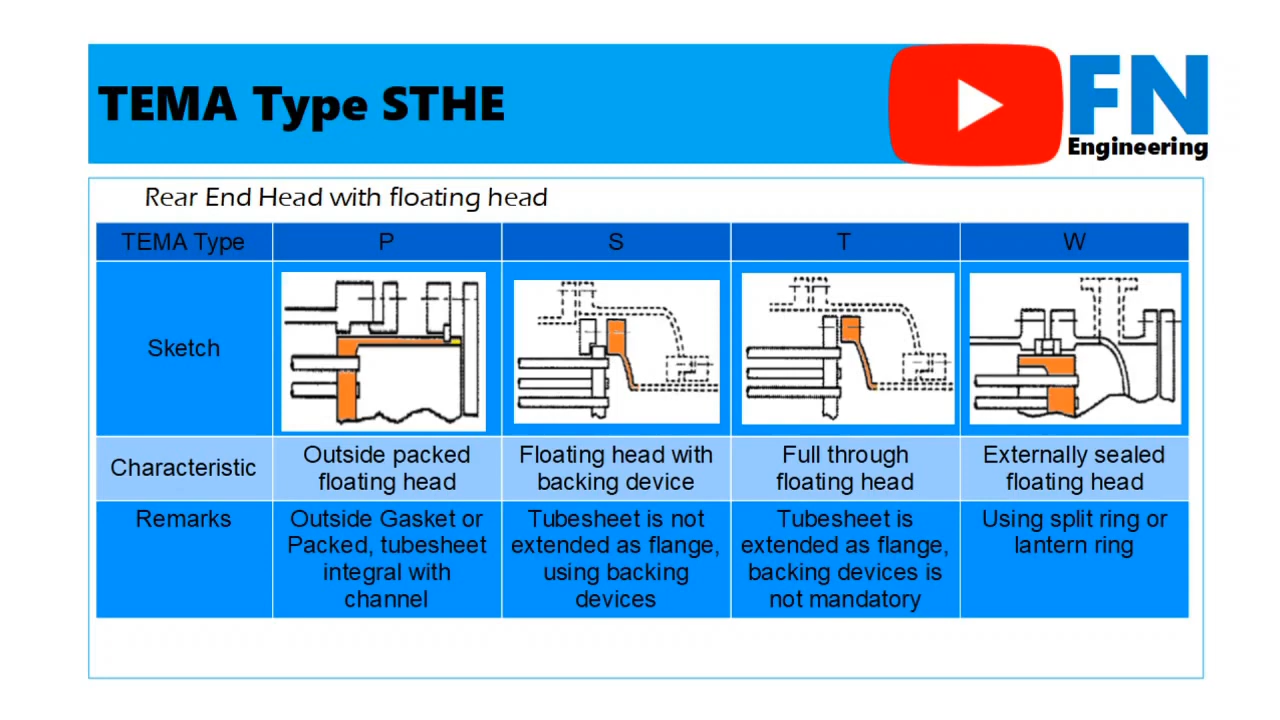 TEMA Type STHE
FN
Engineering
Rear End Head with floating head
TEMA Type
P
S
T
W
Sketch
Characteristic
Outside packed
floating head
Floating head with
backing device
Full through
floating head
Externally sealed
floating head
Remarks
Outside Gasket or
Packed, tubesheet
integral with
channel
Tubesheet is not
extended as flange,
using backing
devices
Tubesheet is
extended as flange,
backing devices is
not mandatory
Using split ring or
lantern ring